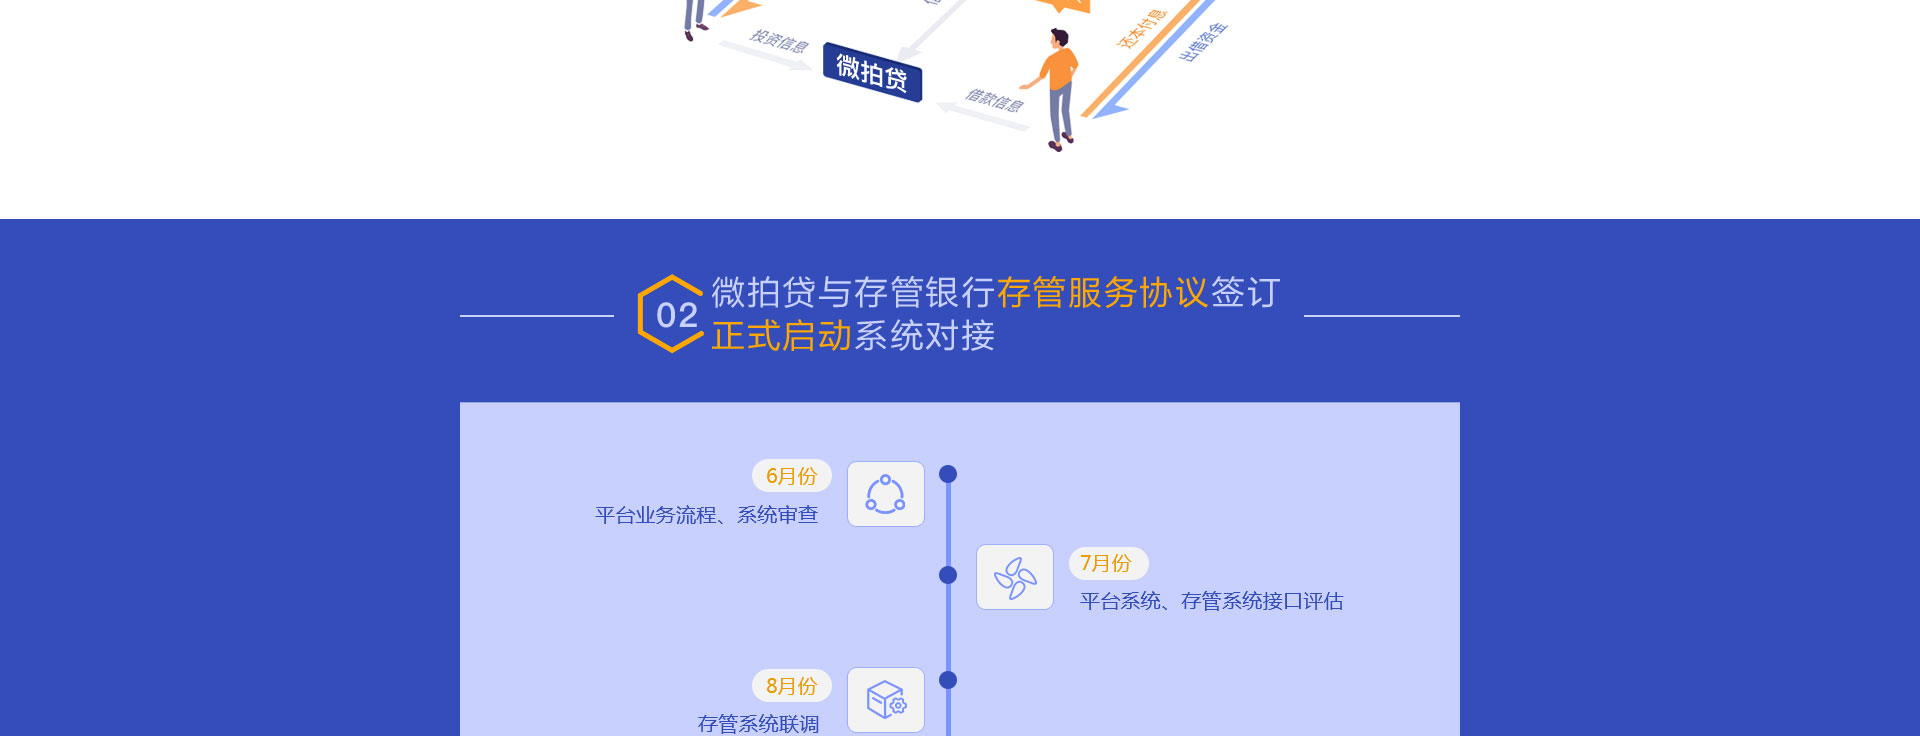 还本付息
出借资金
投资信息
微拍贷
借款信息
02
微拍贷与存管银行存管服务协议签订
正式启动系统对接
6月份
平台业务流程、系统审查
7月份
平台系统、存管系统接口评估
8月份
存管系统联调